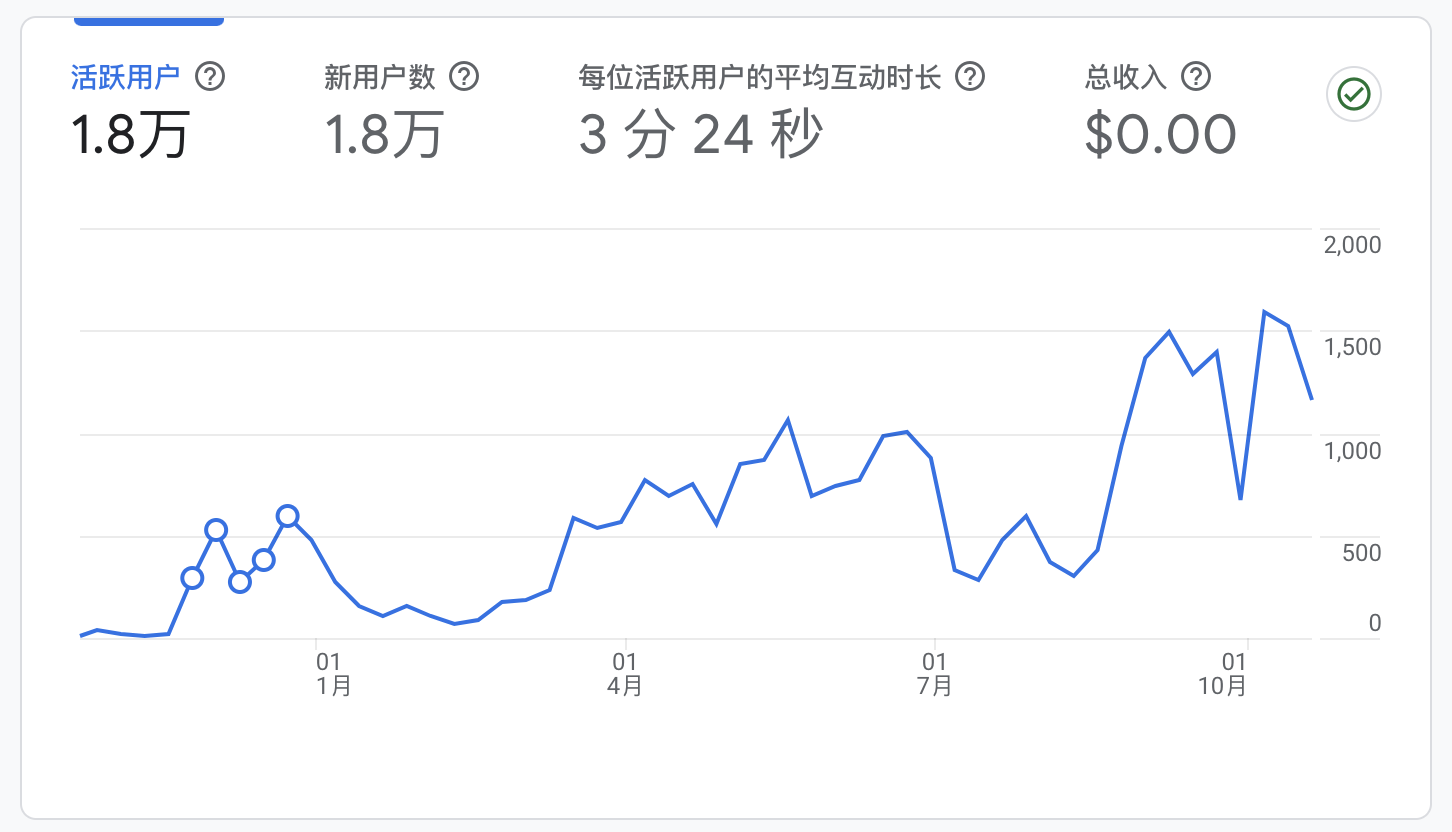 活跃用户 新用户数 每位活跃用户的平均互动时长 总收入
1.8万 1.8万 3 分 24 秒 $0.00
2,000
1,500
1,000
500
0
01 01 01 01
1月 4月 7月 10月